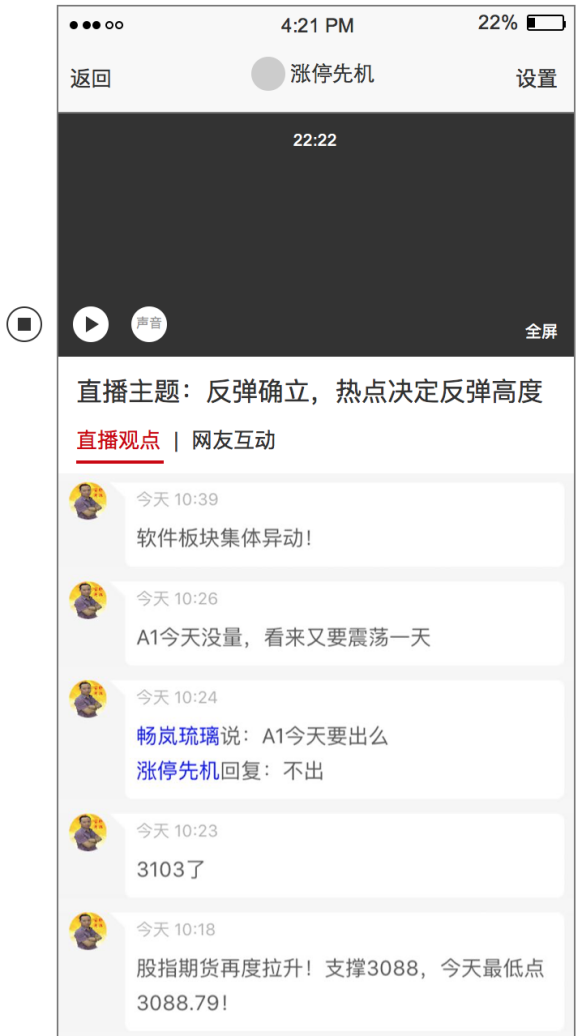 4:21 PM
22%
返回
涨停先机
设置
22:22
声音
全屏
直播主题：反弹确立，热点决定反弹高度
直播观点 | 网友互动
今天 10:39
软件板块集体异动！
今天 10:26
A1今天没量，看来又要震荡一天
今天 10:24
畅岚琉璃说：A1今天要出么
涨停先机回复：不出
今天 10:23
3103了
今天 10:18
股指期货再度拉升！支撑3088，今天最低点
3088.79！